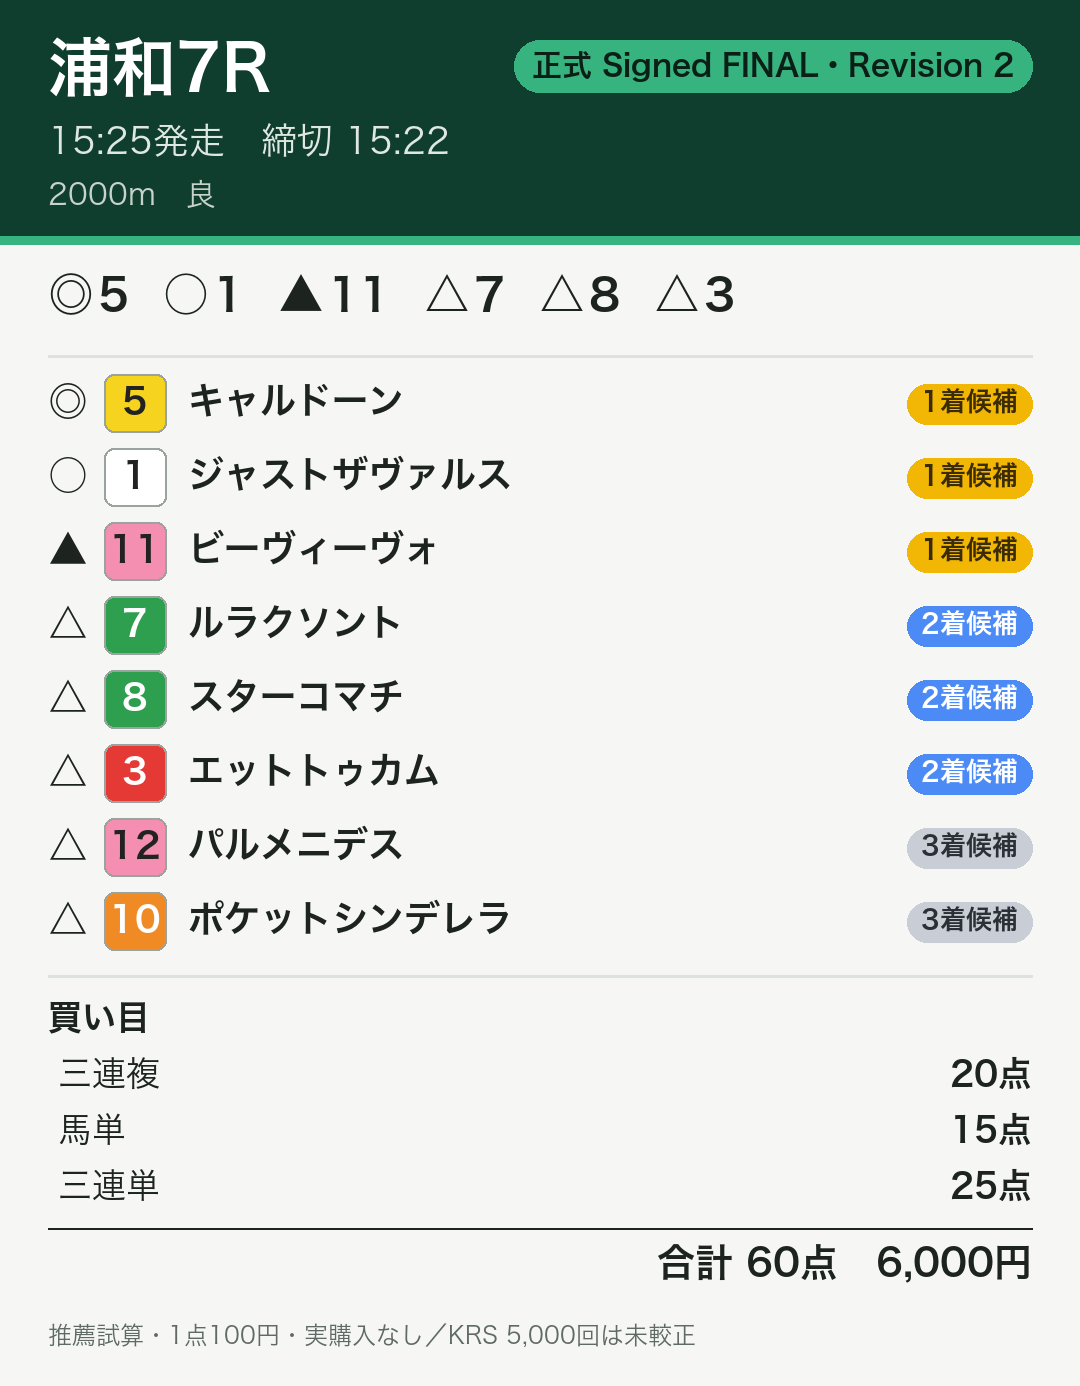 浦和7R
正式 Signed FINAL・Revision 2
15:25発走　締切 15:22
2000m　良
◎5 ○1 ▲11 △7 △8 △3
◎ 5 キャルドーン 1着候補
○ 1 ジャストザヴァルス 1着候補
▲ 11 ビーヴィーヴォ 1着候補
△ 7 ルラクソント 2着候補
△ 8 スターコマチ 2着候補
△ 3 エットトゥカム 2着候補
△ 12 パルメニデス 3着候補
△ 10 ポケットシンデレラ 3着候補
買い目
三連複 20点
馬単 15点
三連単 25点
合計 60点　6,000円
推薦試算・1点100円・実購入なし／KRS 5,000回は未較正